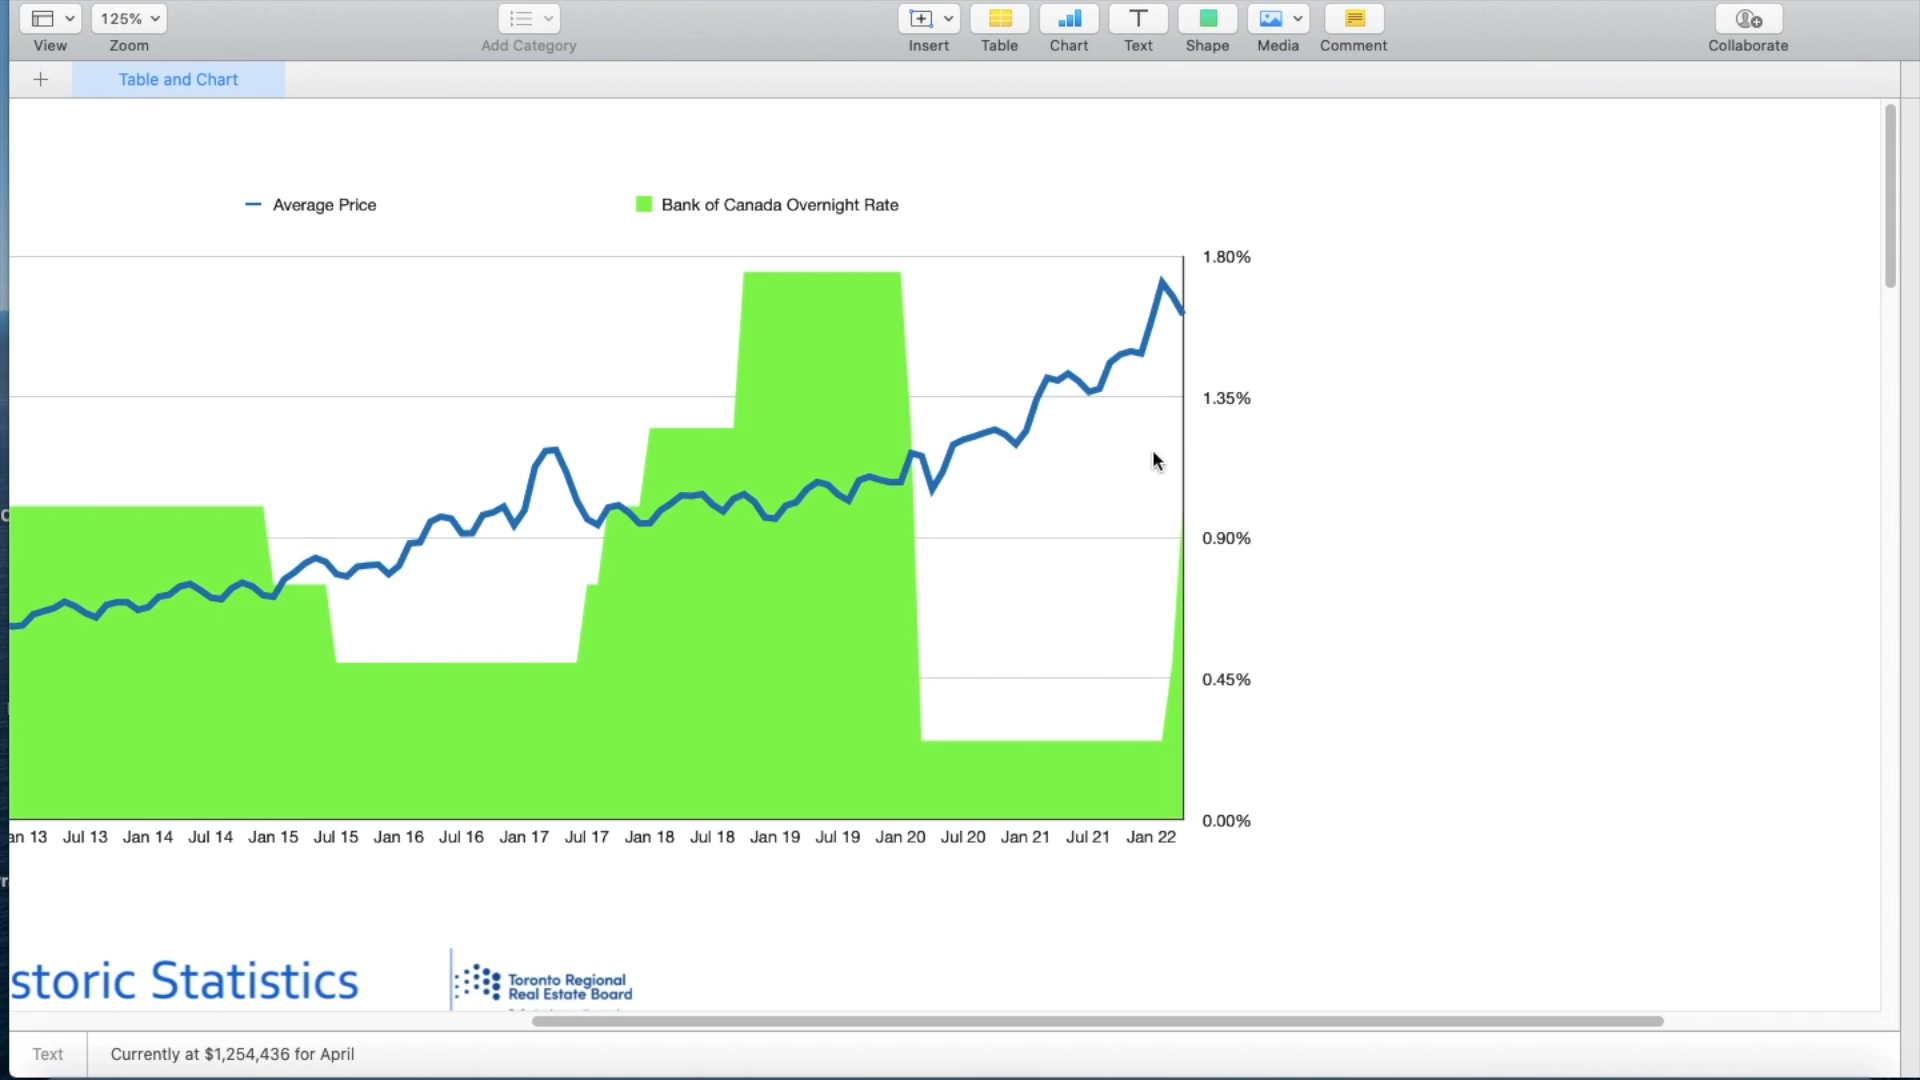 125%
View
Zoom
Add Category
Insert
Table
Chart
Text
Shape
Media
Comment
Collaborate
Table and Chart
Average Price
Bank of Canada Overnight Rate
1.80%
1.35%
0.90%
0.45%
0.00%
an 13 Jul 13 Jan 14 Jul 14 Jan 15 Jul 15 Jan 16 Jul 16 Jan 17 Jul 17 Jan 18 Jul 18 Jan 19 Jul 19 Jan 20 Jul 20 Jan 21 Jul 21 Jan 22
storic Statistics
Toronto Regional
Real Estate Board
Text
Currently at $1,254,436 for April